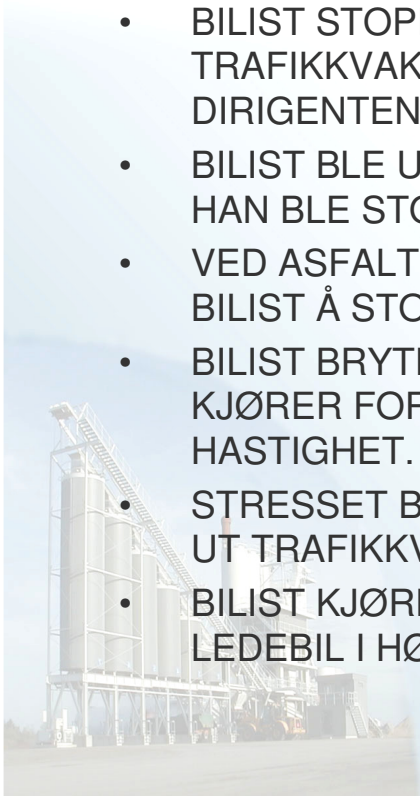 • BILIST STOP
TRAFIKKVAK
DIRIGENTEN
• BILIST BLE U
HAN BLE STO
• VED ASFALT
BILIST Å STO
• BILIST BRYT
KJØRER FOR
HASTIGHET.
• STRESSET B
UT TRAFIKKV
• BILIST KJØR
LEDEBIL I HØ